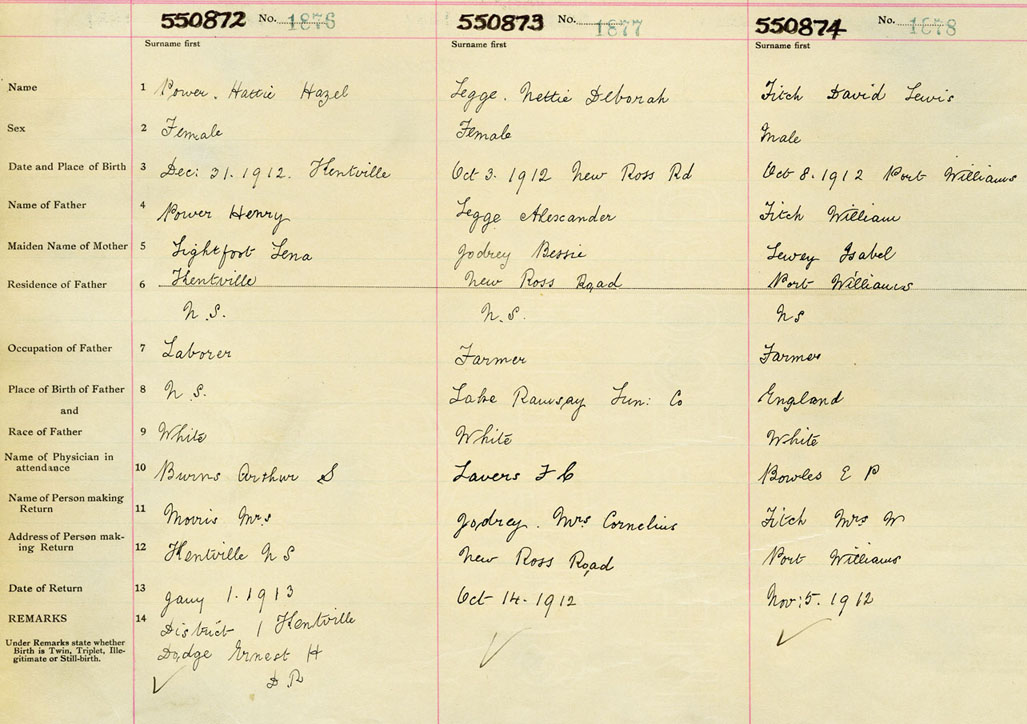 550872 No. 1876 550873 No. 1877 550874 No. 1878
Surname first Surname first Surname first
Name 1 Power. Hattie Hazel Legge. Nettie Deborah Fitch David Lewis
Sex 2 Female Female Male
Date and Place of Birth 3 Dec: 31. 1912. Kentville Oct 3. 1912 New Ross Rd Oct 8. 1912 Port Williams
Name of Father 4 Power Henry Legge Alexander Fitch William
Maiden Name of Mother 5 Lightfoot Lena Godrey Bessie Lewey Isabel
Residence of Father 6 Kentville New Ross Road Port Williams
N.S. N.S. NS
Occupation of Father 7 Laborer Farmer Farmer
Place of Birth of Father 8 N.S. Lake Ramsay Lun: Co England
and
Race of Father 9 White White White
Name of Physician in
attendance 10 Burns Arthur S Lavers F C Bowles E P
Name of Person making
Return 11 Morris Mrs Godrey. Mrs Cornelius Fitch Mrs W
Address of Person mak-
ing Return 12 Kentville N S New Ross Road Port Williams
Date of Return 13 Jany 1. 1913 Oct 14. 1912 Nov: 5. 1912
REMARKS 14 District 1 Kentville
Under Remarks state whether
Birth is Twin, Triplet, Ille-
gitimate or Still-birth.
Dodge Ernest H
D R